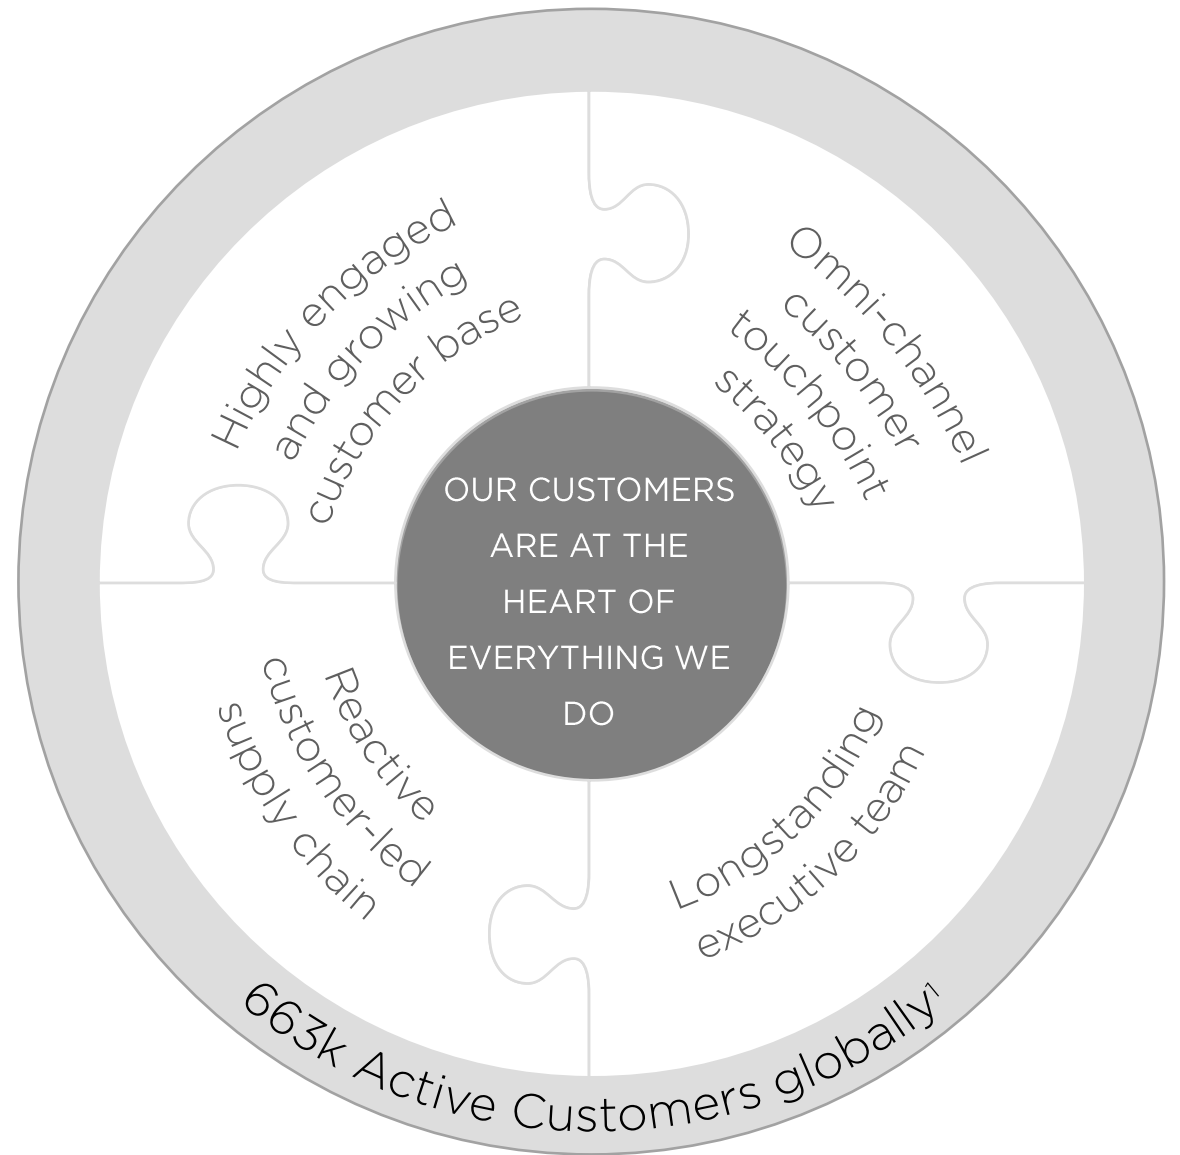 Highly engaged
and growing
customer base
Omni-channel
customer
touchpoint
strategy
OUR CUSTOMERS
ARE AT THE
HEART OF
EVERYTHING WE
DO
Reactive
customer-led
supply chain
Longstanding
executive team
663k Active Customers globally¹